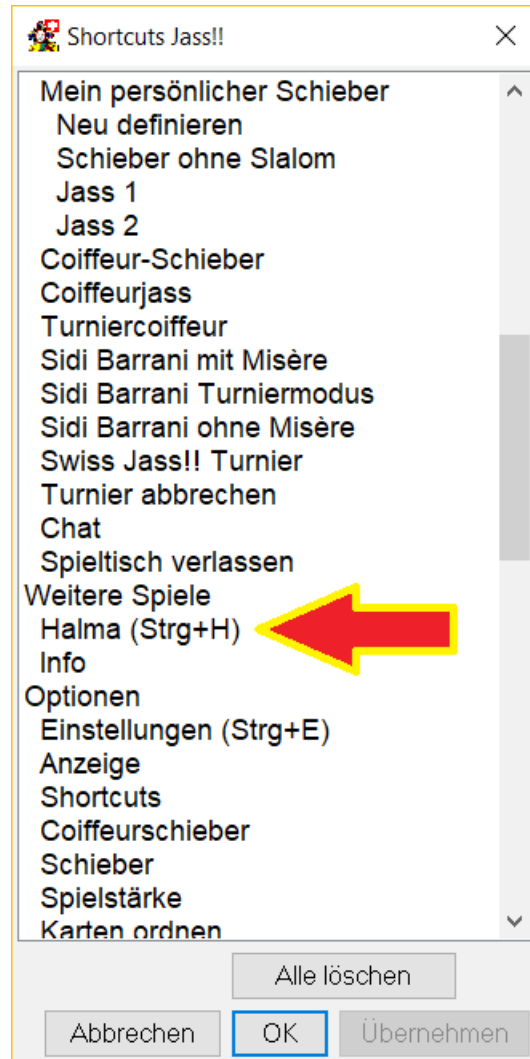 Shortcuts Jass!!
Mein persönlicher Schieber
Neu definieren
Schieber ohne Slalom
Jass 1
Jass 2
Coiffeur-Schieber
Coiffeurjass
Turniercoiffeur
Sidi Barrani mit Misère
Sidi Barrani Turniermodus
Sidi Barrani ohne Misère
Swiss Jass!! Turnier
Turnier abbrechen
Chat
Spieltisch verlassen
Weitere Spiele
Halma (Strg+H)
Info
Optionen
Einstellungen (Strg+E)
Anzeige
Shortcuts
Coiffeurschieber
Schieber
Spielstärke
Karten ordnen
Alle löschen
Abbrechen OK Übernehmen